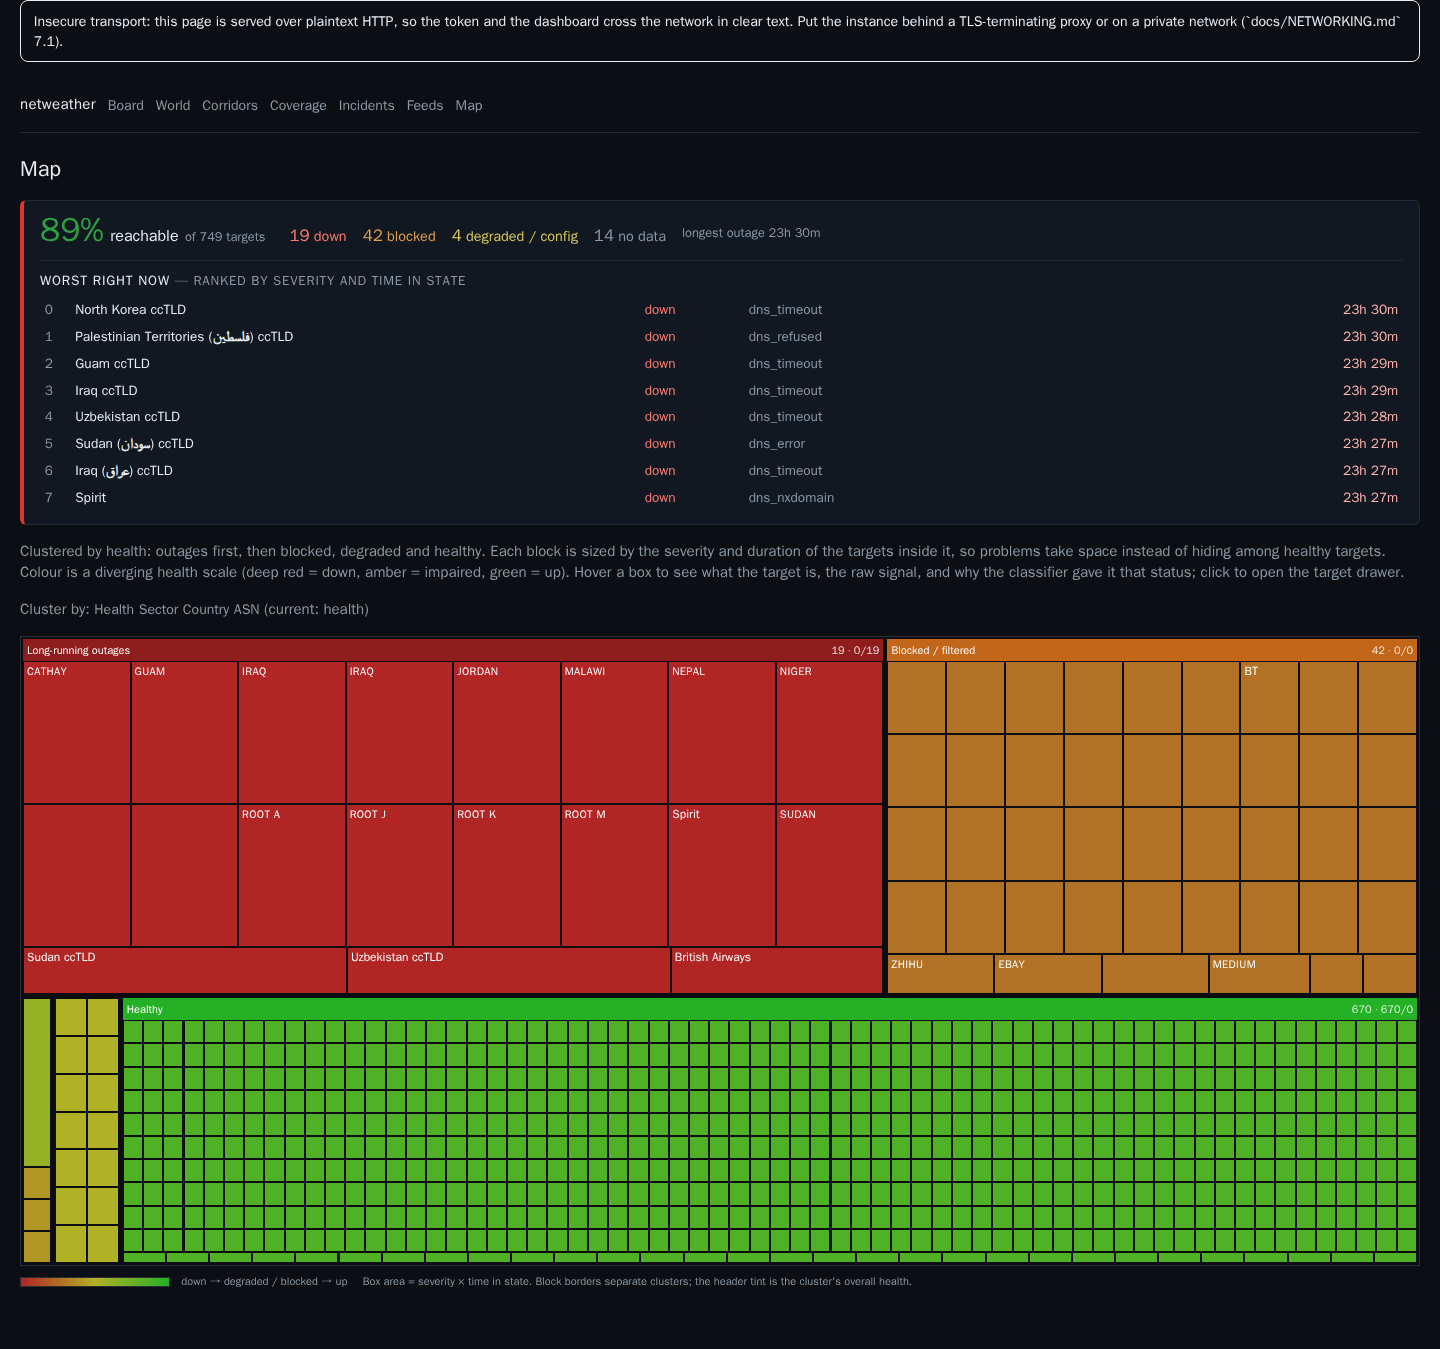 Insecure transport: this page is served over plaintext HTTP, so the token and the dashboard cross the network in clear text. Put the instance behind a TLS-terminating proxy or on a private network (`docs/NETWORKING.md`
7.1).
netweather Board World Corridors Coverage Incidents Feeds Map
Map
89% reachable of 749 targets 19 down 42 blocked 4 degraded / config 14 no data longest outage 23h 30m
WORST RIGHT NOW — RANKED BY SEVERITY AND TIME IN STATE
0 North Korea ccTLD down dns_timeout 23h 30m
1 Palestinian Territories (فلسطين) ccTLD down dns_refused 23h 30m
2 Guam ccTLD down dns_timeout 23h 29m
3 Iraq ccTLD down dns_timeout 23h 29m
4 Uzbekistan ccTLD down dns_timeout 23h 28m
5 Sudan (سودان) ccTLD down dns_error 23h 27m
6 Iraq (عراق) ccTLD down dns_timeout 23h 27m
7 Spirit down dns_nxdomain 23h 27m
Clustered by health: outages first, then blocked, degraded and healthy. Each block is sized by the severity and duration of the targets inside it, so problems take space instead of hiding among healthy targets.
Colour is a diverging health scale (deep red = down, amber = impaired, green = up). Hover a box to see what the target is, the raw signal, and why the classifier gave it that status; click to open the target drawer.
Cluster by: Health Sector Country ASN (current: health)
Long-running outages 19 · 0/19 Blocked / filtered 42 · 0/0
CATHAY GUAM IRAQ IRAQ JORDAN MALAWI NEPAL NIGER BT
ROOT A ROOT J ROOT K ROOT M Spirit SUDAN
Sudan ccTLD Uzbekistan ccTLD British Airways
ZHIHU EBAY MEDIUM
Healthy 670 · 670/0
down → degraded / blocked → up Box area = severity × time in state. Block borders separate clusters; the header tint is the cluster's overall health.